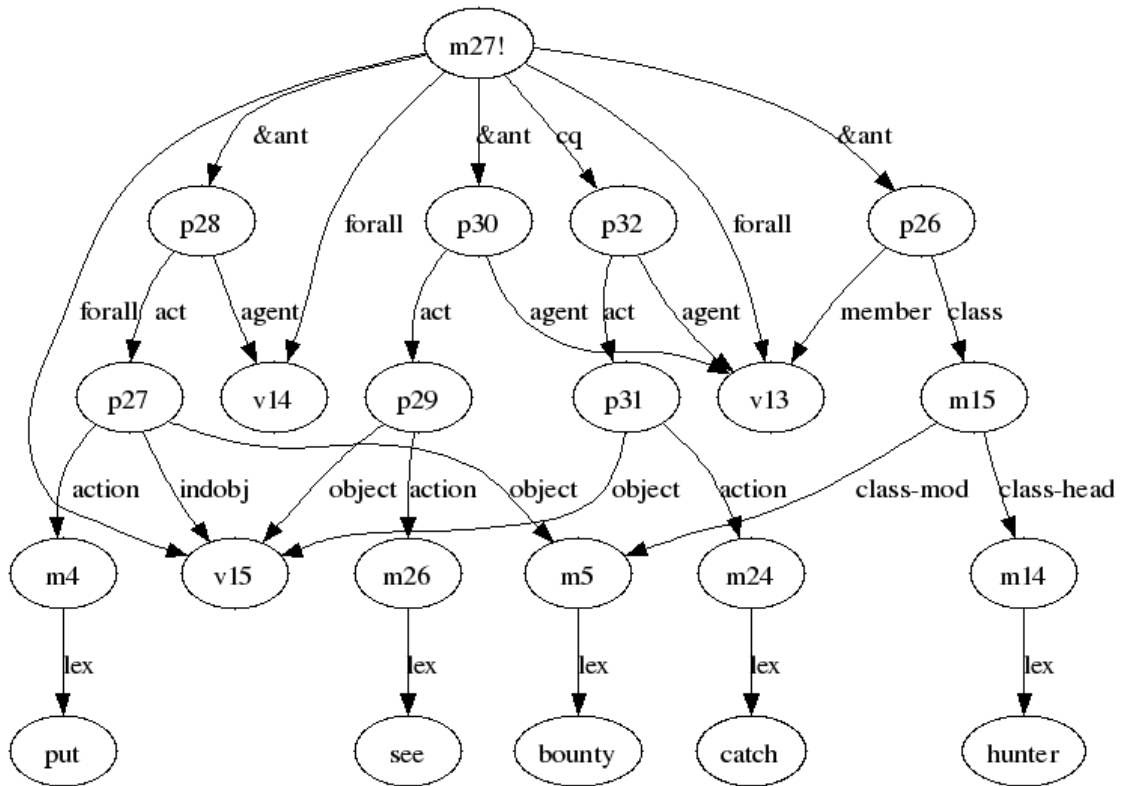 m27!
&ant
&ant
cq
&ant
p28
forall
p30
p32
forall
p26
forall
act
agent
act
agent
act
agent
member
class
p27
v14
p29
p31
v13
m15
action
indobj
object
action
object
object
action
class-mod
class-head
m4
v15
m26
m5
m24
m14
lex
lex
lex
lex
lex
put
see
bounty
catch
hunter